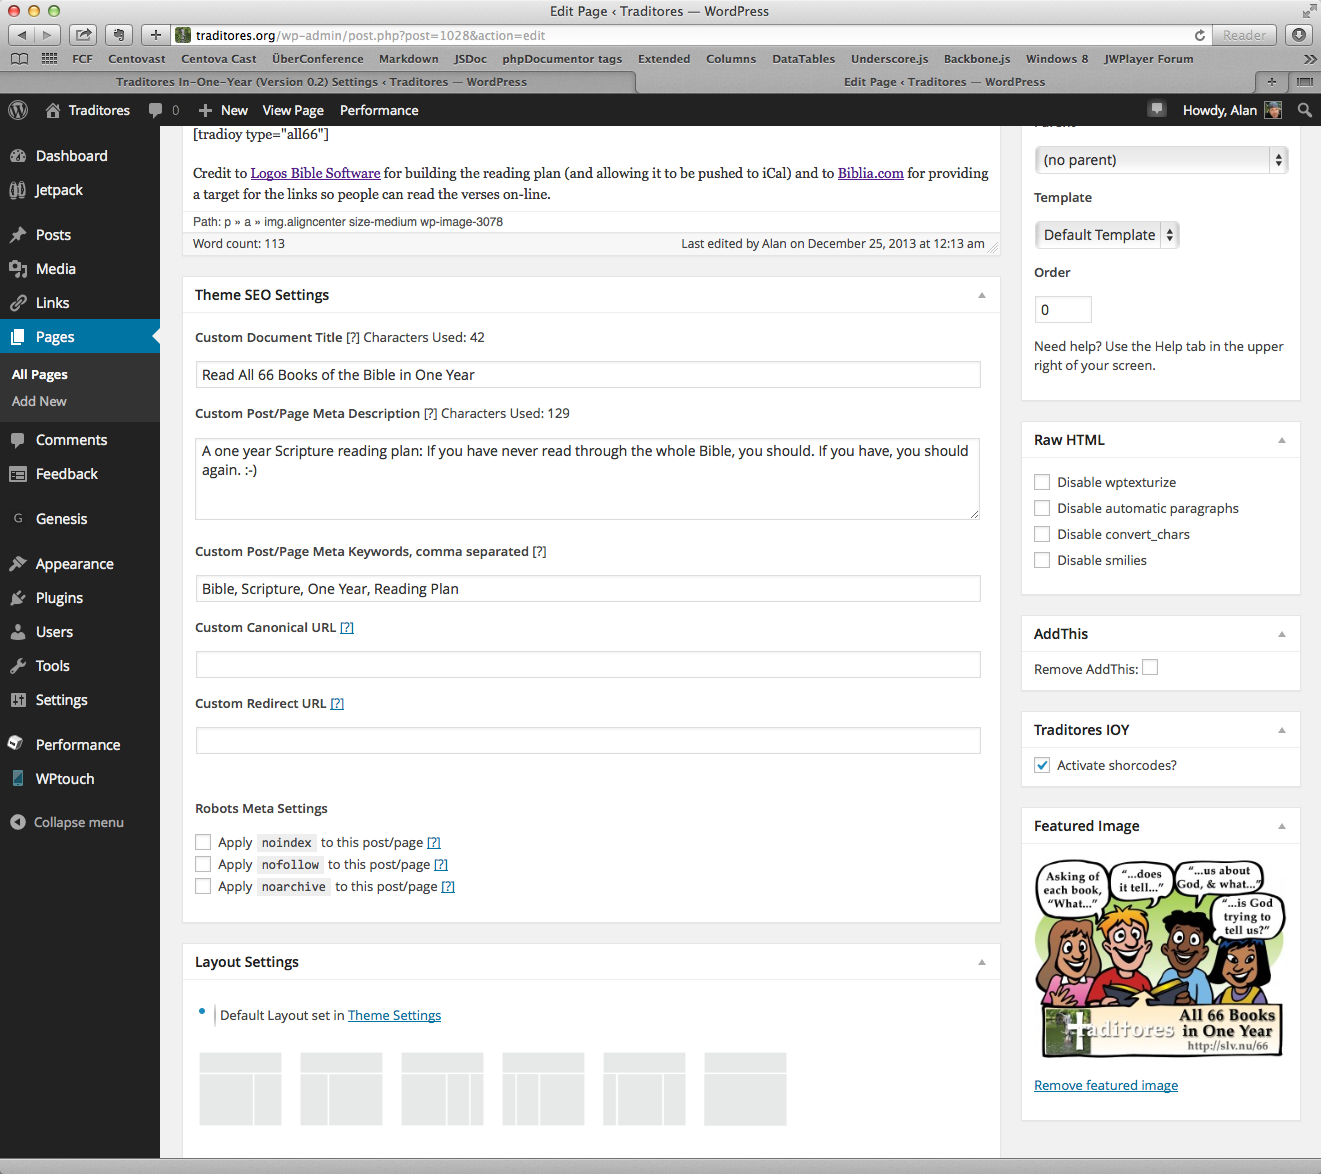 Edit Page ‹ Traditores — WordPress
traditores.org/wp-admin/post.php?post=1028&action=edit
Reader
FCF Centovast Centova Cast ÜberConference Markdown JSDoc phpDocumentor tags Extended Columns DataTables Underscore.js Backbone.js Windows 8 JWPlayer Forum
Traditores In-One-Year (Version 0.2) Settings ‹ Traditores — WordPress
Edit Page ‹ Traditores — WordPress
Traditores 0 New View Page Performance
Howdy, Alan
Dashboard
Jetpack
Posts
Media
Links
Pages
All Pages
Add New
Comments
Feedback
G Genesis
Appearance
Plugins
Users
Tools
Settings
Performance
WPtouch
Collapse menu
[tradioy type="all66"]
Credit to Logos Bible Software for building the reading plan (and allowing it to be pushed to iCal) and to Biblia.com for providing
a target for the links so people can read the verses on-line.
Path: p » a » img.aligncenter size-medium wp-image-3078
Word count: 113
Last edited by Alan on December 25, 2013 at 12:13 am
Theme SEO Settings
Custom Document Title [?] Characters Used: 42
Read All 66 Books of the Bible in One Year
Custom Post/Page Meta Description [?] Characters Used: 129
A one year Scripture reading plan: If you have never read through the whole Bible, you should. If you have, you should
again. :-)
Custom Post/Page Meta Keywords, comma separated [?]
Bible, Scripture, One Year, Reading Plan
Custom Canonical URL [?]
Custom Redirect URL [?]
Robots Meta Settings
Apply noindex to this post/page [?]
Apply nofollow to this post/page [?]
Apply noarchive to this post/page [?]
Layout Settings
Default Layout set in Theme Settings
Parent
(no parent)
Template
Default Template
Order
0
Need help? Use the Help tab in the upper
right of your screen.
Raw HTML
Disable wptexturize
Disable automatic paragraphs
Disable convert_chars
Disable smilies
AddThis
Remove AddThis:
Traditores IOY
Activate shorcodes?
Featured Image
Asking of
each book,
"What..."
"...does
it tell..."
"...us about
God, & what...
"...is God
trying to
tell us?"
traditores
All 66 Books
in One Year
http://slv.nu/66
Remove featured image